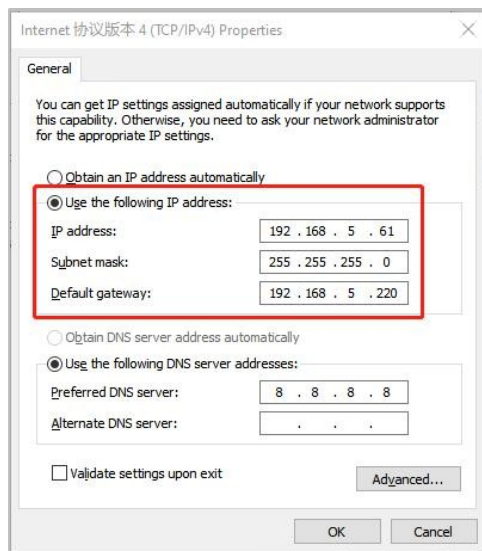 Internet 协议版本 4 (TCP/IPv4) Properties
General
You can get IP settings assigned automatically if your network supports
this capability. Otherwise, you need to ask your network administrator
for the appropriate IP settings.
Obtain an IP address automatically
Use the following IP address:
IP address: 192 . 168 . 5 . 61
Subnet mask: 255 . 255 . 255 . 0
Default gateway: 192 . 168 . 5 . 220
Obtain DNS server address automatically
Use the following DNS server addresses:
Preferred DNS server: 8 . 8 . 8 . 8
Alternate DNS server: . . .
Validate settings upon exit
Advanced...
OK Cancel